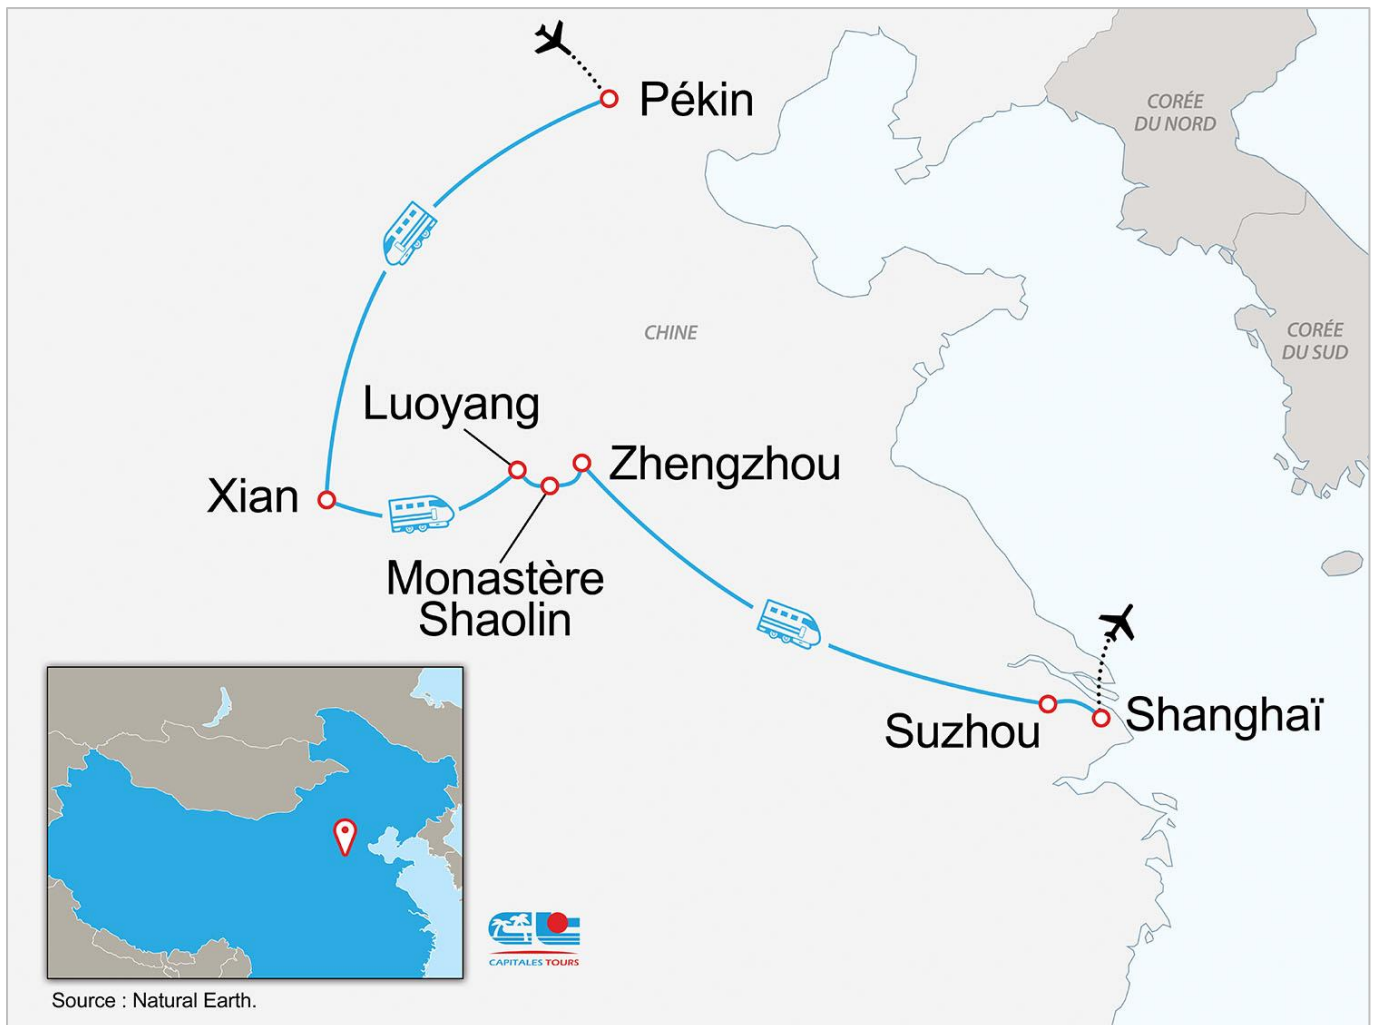 Pékin
CORÉE
DU NORD
CHINE
CORÉE
DU SUD
Luoyang
Zhengzhou
Xian
Monastère
Shaolin
Suzhou
Shanghaï
CAPITALES TOURS
Source : Natural Earth.